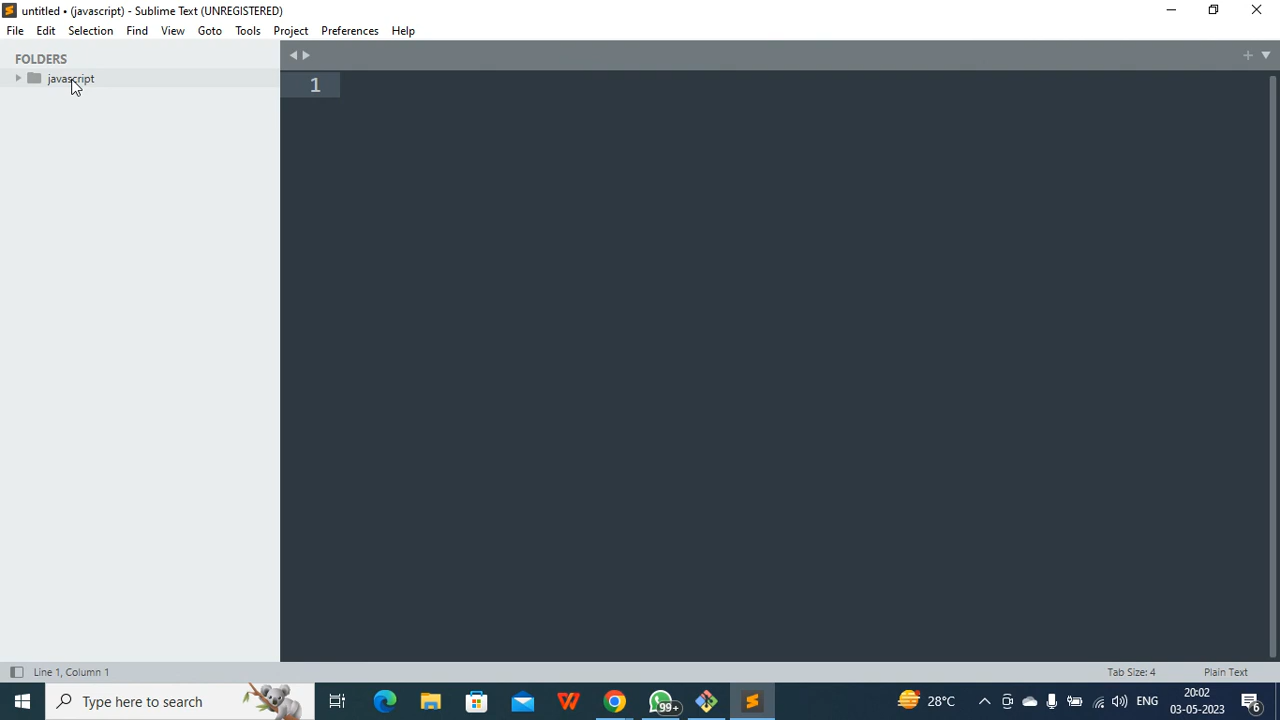 untitled • (javascript) - Sublime Text (UNREGISTERED)
File Edit Selection Find View Goto Tools Project Preferences Help
FOLDERS
javascript
1
Line 1, Column 1 Tab Size: 4 Plain Text
Type here to search 99+ 28°C ENG 20:02
03-05-2023 6